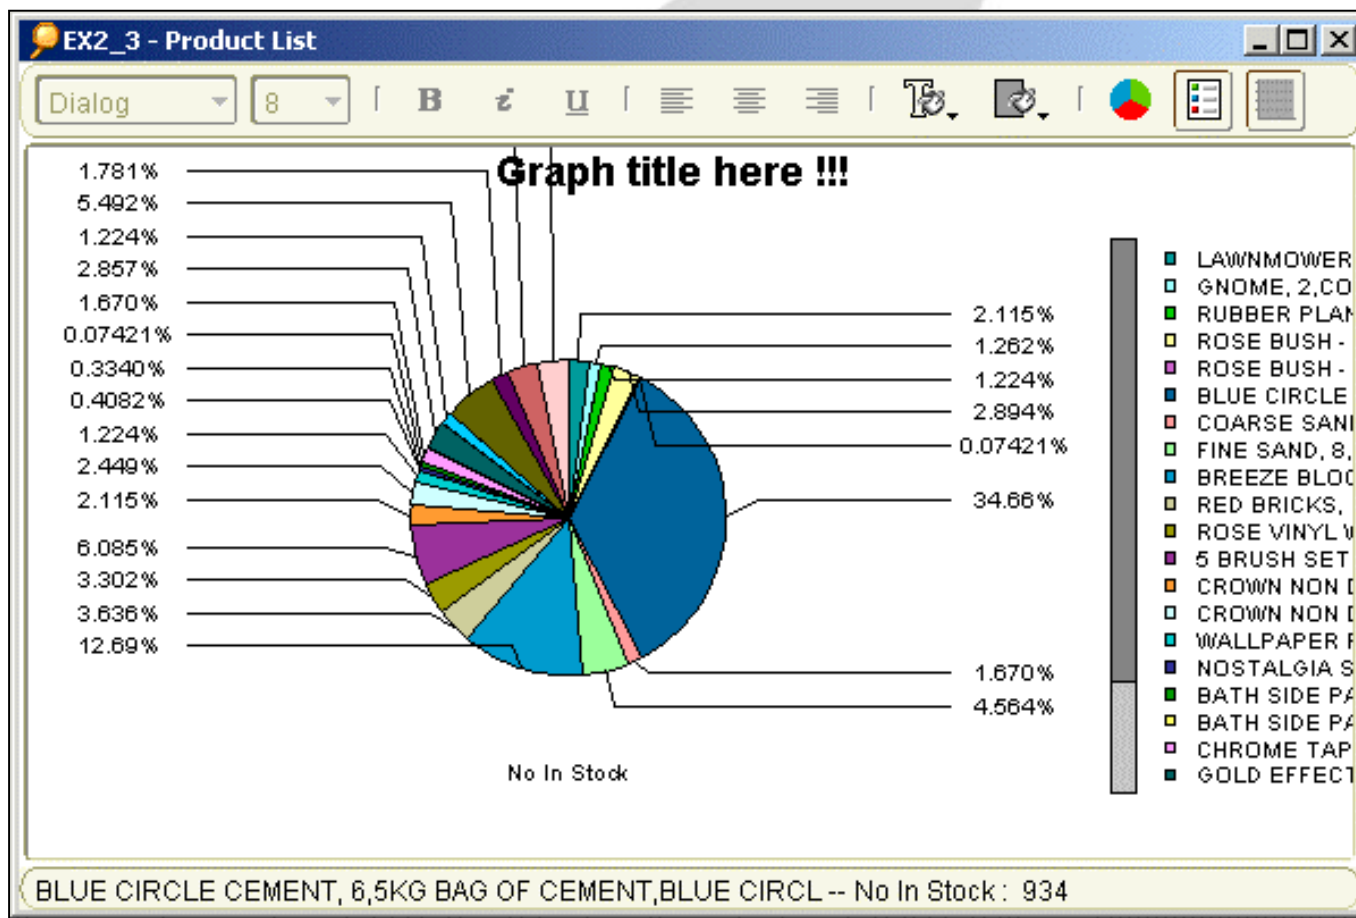 EX2_3 - Product List
Dialog 8 B i U
Graph title here !!!
1.781%
5.492%
1.224%
2.857%
1.670%
0.07421%
0.3340%
0.4082%
1.224%
2.449%
2.115%
6.085%
3.302%
3.636%
12.69%
2.115%
1.262%
1.224%
2.894%
0.07421%
34.66%
1.670%
4.564%
No In Stock
LAWNMOWER
GNOME, 2,CO
RUBBER PLAN
ROSE BUSH -
ROSE BUSH -
BLUE CIRCLE
COARSE SAN
FINE SAND, 8,
BREEZE BLOC
RED BRICKS,
ROSE VINYL
5 BRUSH SET
CROWN NON
CROWN NON
WALLPAPER
NOSTALGIA S
BATH SIDE PA
BATH SIDE PA
CHROME TAP
GOLD EFFECT
BLUE CIRCLE CEMENT, 6,5KG BAG OF CEMENT,BLUE CIRCL -- No In Stock : 934